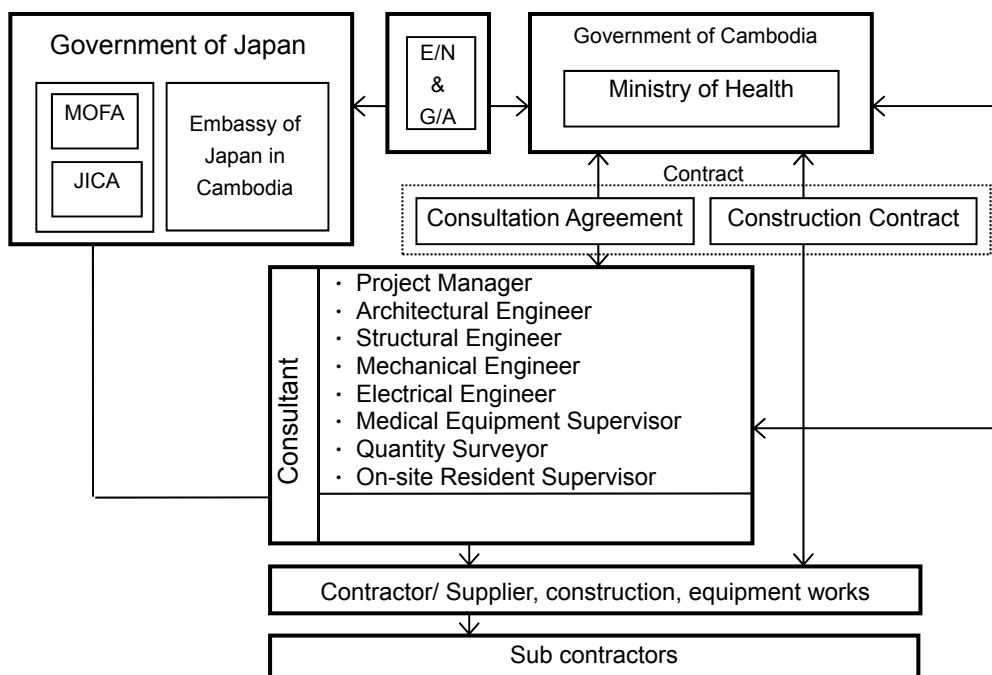 Government of Japan
MOFA
JICA
Embassy of
Japan in
Cambodia
E/N
&
G/A
Government of Cambodia
Ministry of Health
Contract
Consultation Agreement
Construction Contract
Consultant
・ Project Manager
・ Architectural Engineer
・ Structural Engineer
・ Mechanical Engineer
・ Electrical Engineer
・ Medical Equipment Supervisor
・ Quantity Surveyor
・ On-site Resident Supervisor
Contractor/ Supplier, construction, equipment works
Sub contractors